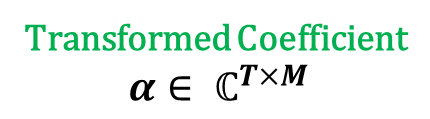 Transformed Coefficient
α ∈ ℂ^{T×M}